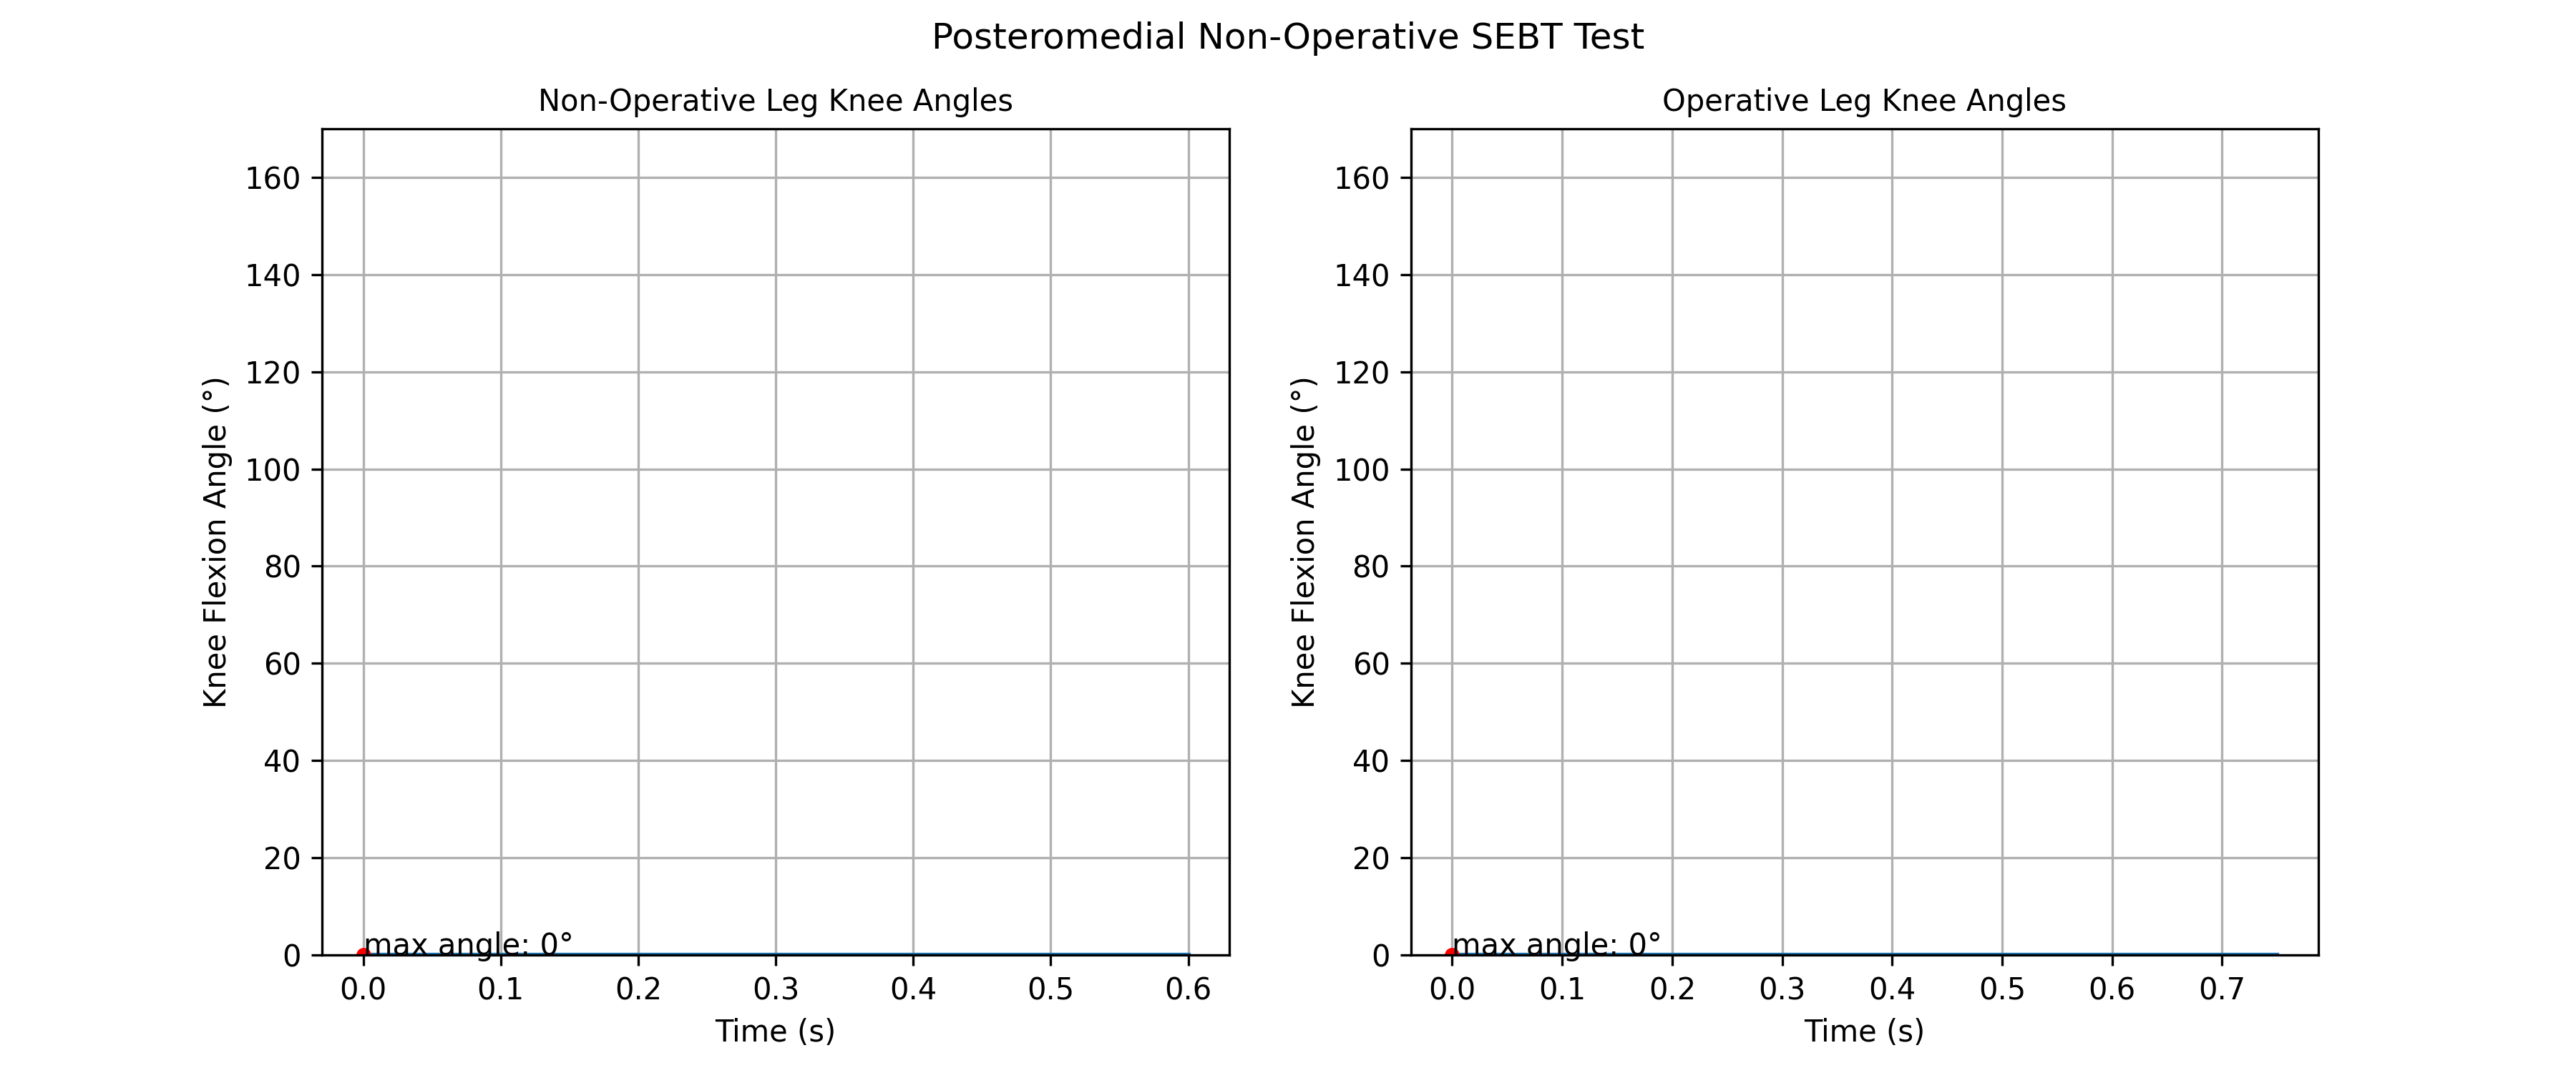 Posteromedial Non-Operative SEBT Test
Non-Operative Leg Knee Angles
Knee Flexion Angle (°)
160
140
120
100
80
60
40
20
0
max angle: 0°
0.0 0.1 0.2 0.3 0.4 0.5 0.6
Time (s)
Operative Leg Knee Angles
Knee Flexion Angle (°)
160
140
120
100
80
60
40
20
0
max angle: 0°
0.0 0.1 0.2 0.3 0.4 0.5 0.6 0.7
Time (s)